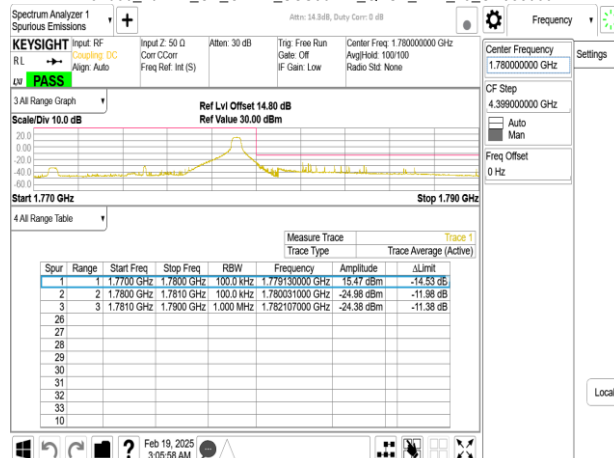 Spectrum Analyzer 1
Spurious Emissions
Attn: 14.8dB, Duty Corr: 0 dB
Frequency
KEYSIGHT
Input: RF
Input Z: 50 Ω
Atten: 30 dB
Trig: Free Run
Center Freq: 1.780000000 GHz
RL
Coupling: DC
Corr CCorr
Gate: Off
Avg|Hold: 100/100
Align: Auto
Freq Ref: Int (S)
IF Gain: Low
Radio Std: None
LXI
PASS
Center Frequency
1.780000000 GHz
Settings
CF Step
4.399000000 GHz
Auto
Man
Freq Offset
0 Hz
3 All Range Graph
Ref Lvl Offset 14.80 dB
Scale/Div 10.0 dB
Ref Value 30.00 dBm
20.0
0.00
-20.0
-40.0
-60.0
Start 1.770 GHz
Stop 1.790 GHz
4 All Range Table
Measure Trace
Trace 1
Trace Type
Trace Average (Active)
Spur Range Start Freq Stop Freq RBW Frequency Amplitude ΔLimit
1 1 1.7700 GHz 1.7800 GHz 100.0 kHz 1.779130000 GHz 15.47 dBm -14.53 dB
2 2 1.7800 GHz 1.7810 GHz 100.0 kHz 1.780031000 GHz -24.98 dBm -11.98 dB
3 3 1.7810 GHz 1.7900 GHz 1.000 MHz 1.782107000 GHz -24.38 dBm -11.38 dB
26
27
28
29
30
31
32
33
10
Local
Feb 19, 2025
3:05:58 AM